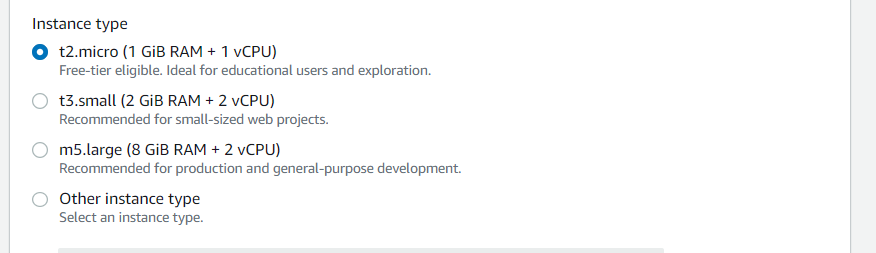 Instance type
t2.micro (1 GiB RAM + 1 vCPU)
Free-tier eligible. Ideal for educational users and exploration.
t3.small (2 GiB RAM + 2 vCPU)
Recommended for small-sized web projects.
m5.large (8 GiB RAM + 2 vCPU)
Recommended for production and general-purpose development.
Other instance type
Select an instance type.